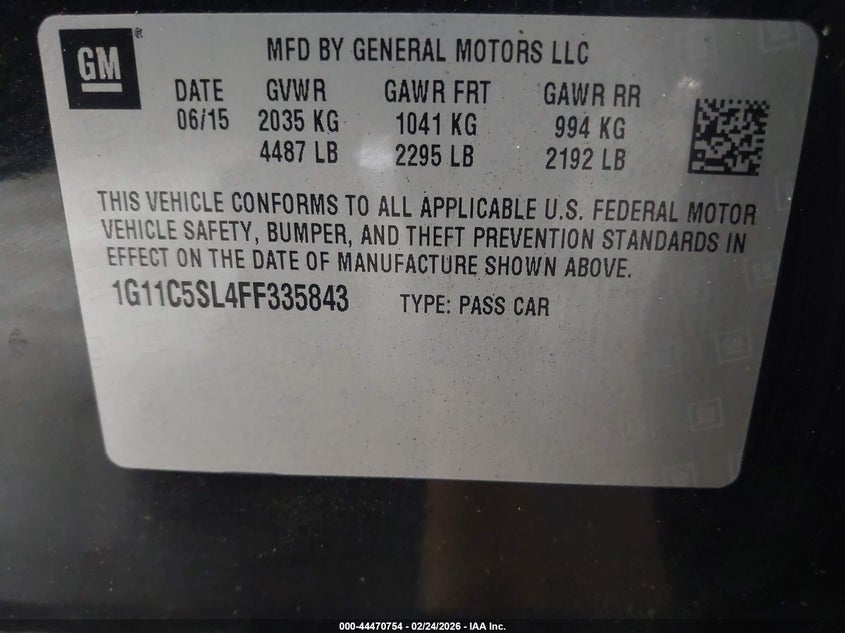 GM ®
MFD BY GENERAL MOTORS LLC
DATE GVWR GAWR FRT GAWR RR
06/15 2035 KG 1041 KG 994 KG
4487 LB 2295 LB 2192 LB
THIS VEHICLE CONFORMS TO ALL APPLICABLE U.S. FEDERAL MOTOR
VEHICLE SAFETY, BUMPER, AND THEFT PREVENTION STANDARDS IN
EFFECT ON THE DATE OF MANUFACTURE SHOWN ABOVE.
1G11C5SL4FF335843 TYPE: PASS CAR
000-44470754 - 02/24/2026 - IAA Inc.